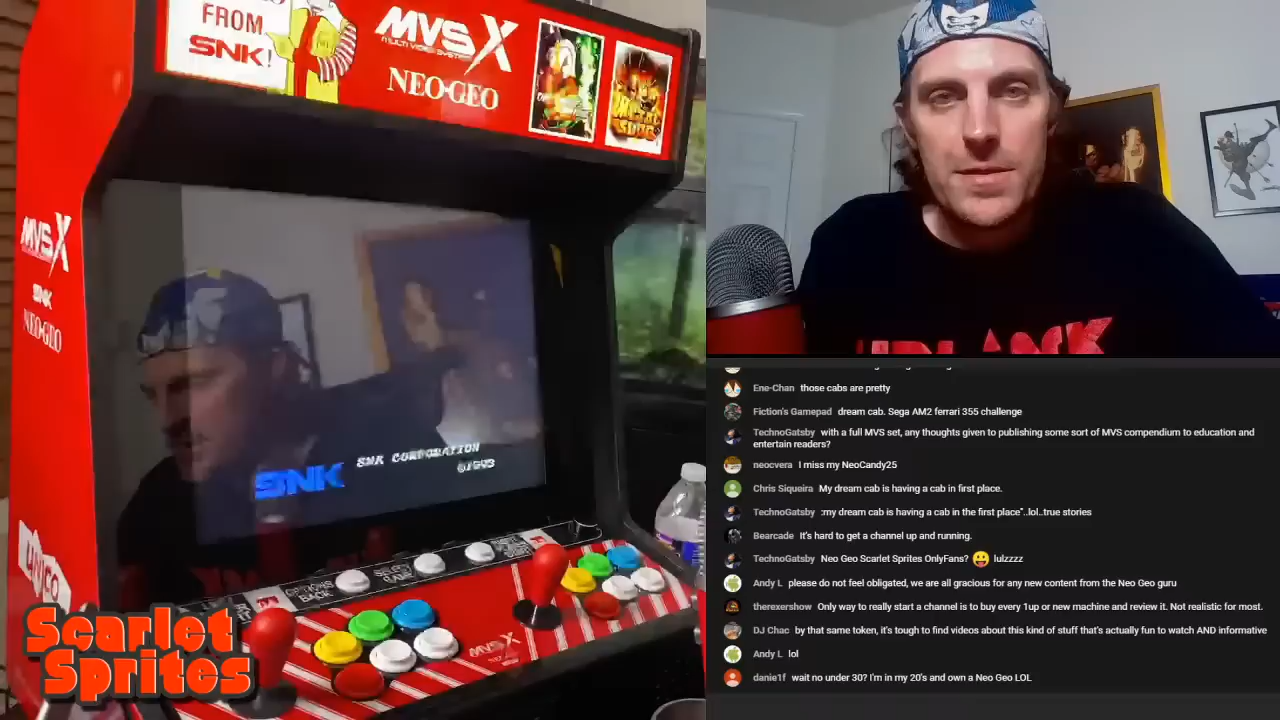 FROM
SNK!
MVSX
MULTI VIDEO SYSTEM
NEO·GEO
MVSX
SNK
NEO·GEO
SNK SNK CORPORATION
©1993
UNICO
OPTIONS
BACK
SELECT
GAME
MVSX
Scarlet
Sprites
Ene-Chan those cabs are pretty
Fiction's Gamepad dream cab. Sega AM2 ferrari 355 challenge
TechnoGatsby with a full MVS set, any thoughts given to publishing some sort of MVS compendium to education and
entertain readers?
neocvera I miss my NeoCandy25
Chris Siqueira My dream cab is having a cab in first place.
TechnoGatsby :my dream cab is having a cab in the first place"..lol..true stories
Bearcade It's hard to get a channel up and running.
TechnoGatsby Neo Geo Scarlet Sprites OnlyFans? 😛 lulzzzz
Andy L please do not feel obligated, we are all gracious for any new content from the Neo Geo guru
therexershow Only way to really start a channel is to buy every 1up or new machine and review it. Not realistic for most.
DJ Chac by that same token, it's tough to find videos about this kind of stuff that's actually fun to watch AND informative
Andy L lol
danie1f wait no under 30? I'm in my 20's and own a Neo Geo LOL